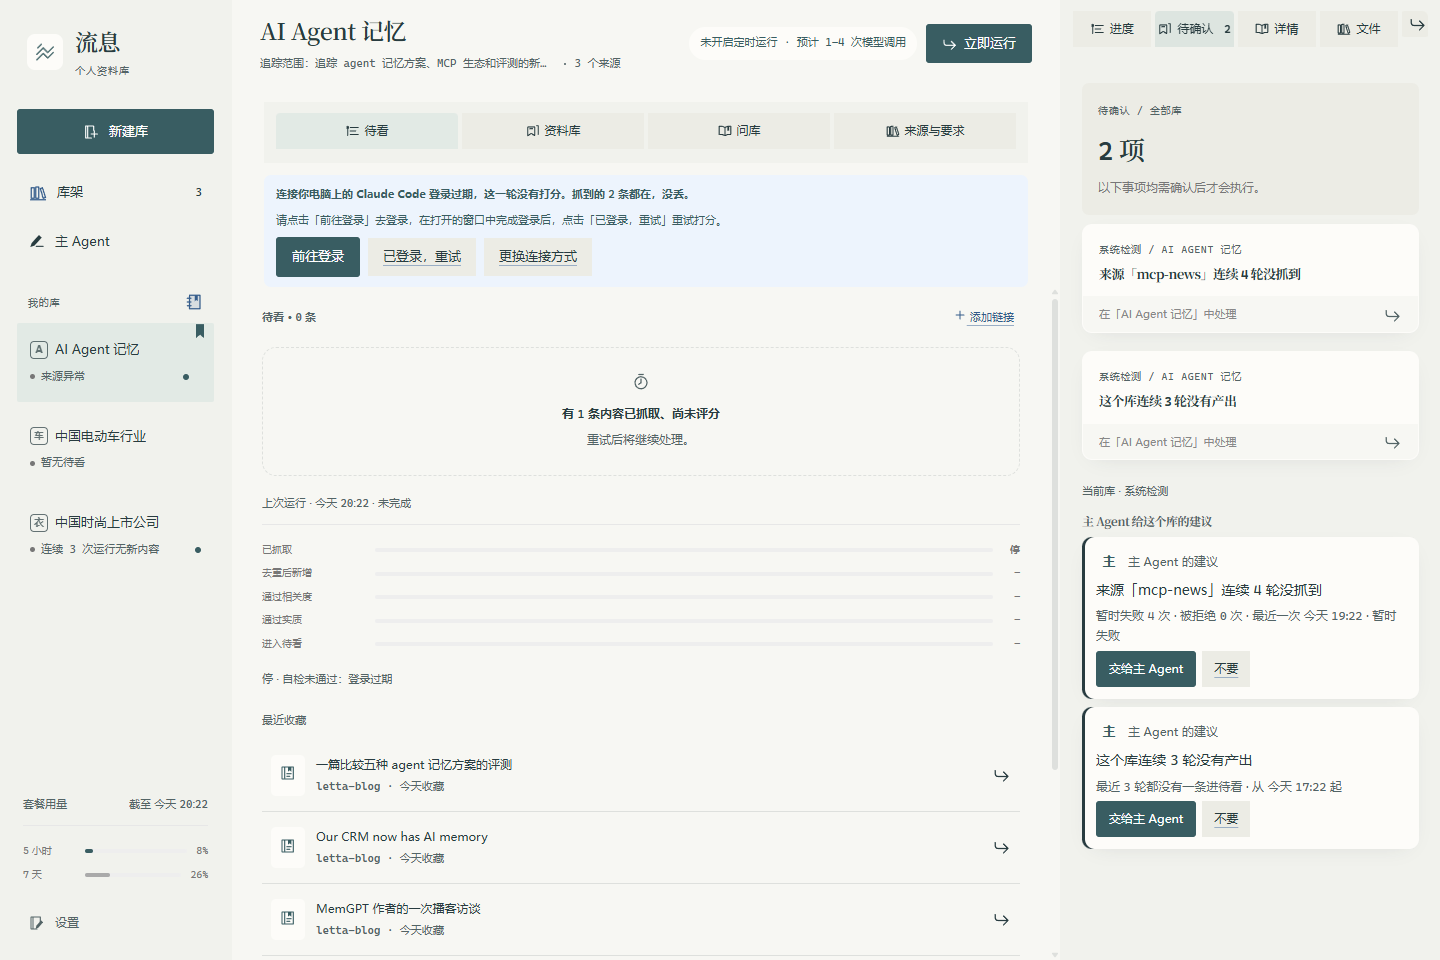 流息
个人资料库
新建库
库架 3
主 Agent
我的库
A AI Agent 记忆
来源异常
车 中国电动车行业
暂无待看
衣 中国时尚上市公司
连续 3 次运行无新内容
套餐用量 截至 今天 20:22
5 小时 8%
7 天 26%
设置
AI Agent 记忆
追踪范围：追踪 agent 记忆方案、MCP 生态和评测的新… · 3 个来源
未开启定时运行 · 预计 1-4 次模型调用
立即运行
待看
资料库
问库
来源与要求
连接你电脑上的 Claude Code 登录过期，这一轮没有打分。抓到的 2 条都在，没丢。
请点击「前往登录」去登录，在打开的窗口中完成登录后，点击「已登录，重试」重试打分。
前往登录
已登录，重试
更换连接方式
待看 • 0 条
添加链接
有 1 条内容已抓取、尚未评分
重试后将继续处理。
上次运行 · 今天 20:22 · 未完成
已抓取 停
去重后新增 –
通过相关度 –
通过实质 –
进入待看 –
停 · 自检未通过：登录过期
最近收藏
一篇比较五种 agent 记忆方案的评测
letta-blog · 今天收藏
Our CRM now has AI memory
letta-blog · 今天收藏
MemGPT 作者的一次播客访谈
letta-blog · 今天收藏
进度
待确认 2
详情
文件
待确认 / 全部库
2 项
以下事项均需确认后才会执行。
系统检测 / AI AGENT 记忆
来源「mcp-news」连续 4 轮没抓到
在「AI Agent 记忆」中处理
系统检测 / AI AGENT 记忆
这个库连续 3 轮没有产出
在「AI Agent 记忆」中处理
当前库 · 系统检测
主 Agent 给这个库的建议
主 主 Agent 的建议
来源「mcp-news」连续 4 轮没抓到
暂时失败 4 次 · 被拒绝 0 次 · 最近一次 今天 19:22 · 暂时
失败
交给主 Agent
不要
主 主 Agent 的建议
这个库连续 3 轮没有产出
最近 3 轮都没有一条进待看 · 从 今天 17:22 起
交给主 Agent
不要